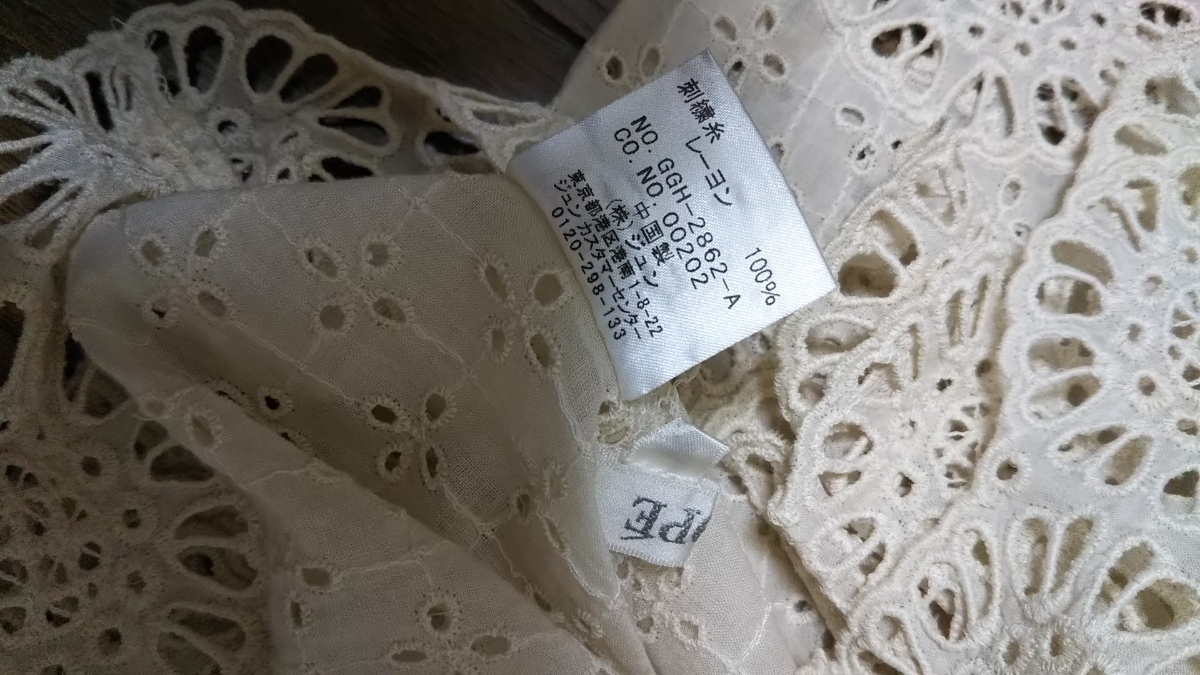 刺繍糸 レーヨン 100%
NO. GGH-2862-A
CO. NO. 00202
中国製
(株)ジュン
東京都港区港南1-8-22
ジュン カスタマーセンター
0120-298-133
PE